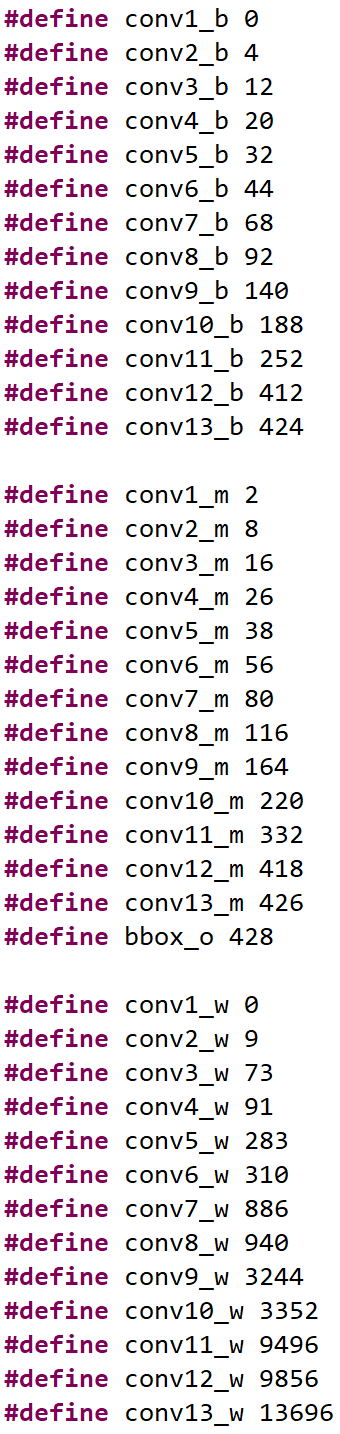 #define conv1_b 0
#define conv2_b 4
#define conv3_b 12
#define conv4_b 20
#define conv5_b 32
#define conv6_b 44
#define conv7_b 68
#define conv8_b 92
#define conv9_b 140
#define conv10_b 188
#define conv11_b 252
#define conv12_b 412
#define conv13_b 424

#define conv1_m 2
#define conv2_m 8
#define conv3_m 16
#define conv4_m 26
#define conv5_m 38
#define conv6_m 56
#define conv7_m 80
#define conv8_m 116
#define conv9_m 164
#define conv10_m 220
#define conv11_m 332
#define conv12_m 418
#define conv13_m 426
#define bbox_o 428

#define conv1_w 0
#define conv2_w 9
#define conv3_w 73
#define conv4_w 91
#define conv5_w 283
#define conv6_w 310
#define conv7_w 886
#define conv8_w 940
#define conv9_w 3244
#define conv10_w 3352
#define conv11_w 9496
#define conv12_w 9856
#define conv13_w 13696